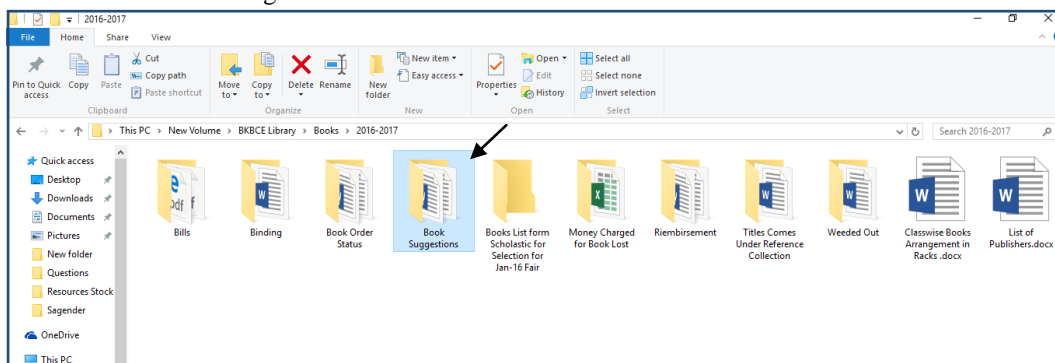 2016-2017
File Home Share View
Pin to Quick access
Copy
Paste
Cut
Copy path
Paste shortcut
Move to
Copy to
Delete
Rename
New folder
New item
Easy access
Properties
Open
Edit
History
Select all
Select none
Invert selection
Clipboard Organize New Open Select
This PC > New Volume > BKBCE Library > Books > 2016-2017
Search 2016-2017
Quick access
Desktop
Downloads
Documents
Pictures
New folder
Questions
Resources Stock
Sagender
OneDrive
This PC
Bills
Binding
Book Order
Status
Book
Suggestions
Books List form
Scholastic for
Selection for
Jan-16 Fair
Money Charged
for Book Lost
Riembirsement
Titles Comes
Under Reference
Collection
Weeded Out
Classwise Books
Arrangement in
Racks .docx
List of
Publishers.docx